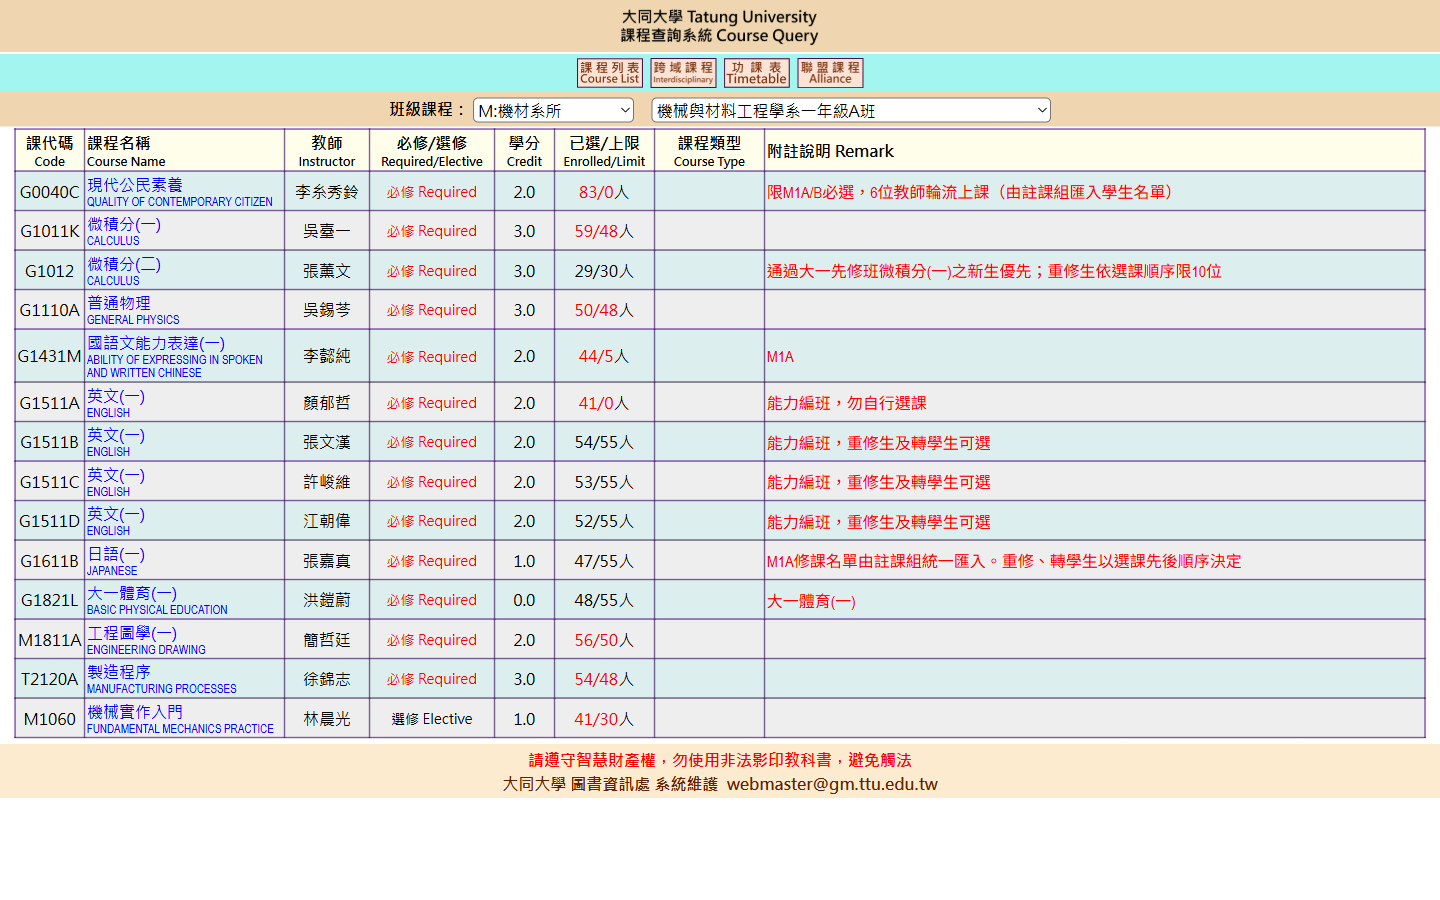 大同大學 Tatung University
課程查詢系統 Course Query
課程列表 跨域課程 功課表 聯盟課程
Course List Interdisciplinary Timetable Alliance
班級課程： M:機材系所 機械與材料工程學系一年級A班
課代碼 課程名稱 教師 必修/選修 學分 已選/上限 課程類型 附註說明 Remark
Code Course Name Instructor Required/Elective Credit Enrolled/Limit Course Type
G0040C 現代公民素養 李糸秀鈴 必修 Required 2.0 83/0人 限M1A/B必選，6位教師輪流上課（由註課組匯入學生名單）
QUALITY OF CONTEMPORARY CITIZEN
G1011K 微積分(一) 吳臺一 必修 Required 3.0 59/48人
CALCULUS
G1012 微積分(二) 張薰文 必修 Required 3.0 29/30人 通過大一先修班微積分(一)之新生優先；重修生依選課順序限10位
CALCULUS
G1110A 普通物理 吳錫芩 必修 Required 3.0 50/48人
GENERAL PHYSICS
G1431M 國語文能力表達(一) 李懿純 必修 Required 2.0 44/5人 M1A
ABILITY OF EXPRESSING IN SPOKEN
AND WRITTEN CHINESE
G1511A 英文(一) 顏郁哲 必修 Required 2.0 41/0人 能力編班，勿自行選課
ENGLISH
G1511B 英文(一) 張文漢 必修 Required 2.0 54/55人 能力編班，重修生及轉學生可選
ENGLISH
G1511C 英文(一) 許峻維 必修 Required 2.0 53/55人 能力編班，重修生及轉學生可選
ENGLISH
G1511D 英文(一) 江朝偉 必修 Required 2.0 52/55人 能力編班，重修生及轉學生可選
ENGLISH
G1611B 日語(一) 張嘉真 必修 Required 1.0 47/55人 M1A修課名單由註課組統一匯入。重修、轉學生以選課先後順序決定
JAPANESE
G1821L 大一體育(一) 洪鎧蔚 必修 Required 0.0 48/55人 大一體育(一)
BASIC PHYSICAL EDUCATION
M1811A 工程圖學(一) 簡哲廷 必修 Required 2.0 56/50人
ENGINEERING DRAWING
T2120A 製造程序 徐錦志 必修 Required 3.0 54/48人
MANUFACTURING PROCESSES
M1060 機械實作入門 林晨光 選修 Elective 1.0 41/30人
FUNDAMENTAL MECHANICS PRACTICE
請遵守智慧財產權，勿使用非法影印教科書，避免觸法
大同大學 圖書資訊處 系統維護 webmaster@gm.ttu.edu.tw